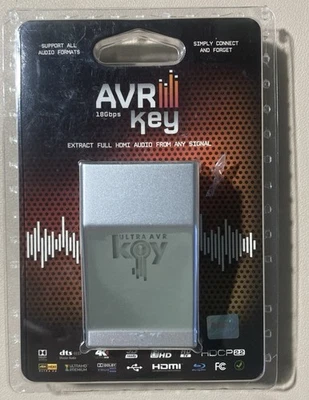 SUPPORT ALL
AUDIO FORMATS
SIMPLY CONNECT
AND FORGET
AVR
18Gbps
key
EXTRACT FULL HDMI AUDIO FROM ANY SIGNAL
ULTRA AVR
key
dts
4K
HD
HDCP 2.2
HDMI
FC